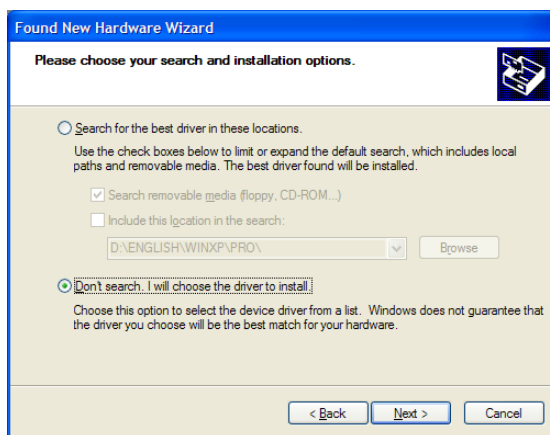 Found New Hardware Wizard
Please choose your search and installation options.
Search for the best driver in these locations.
Use the check boxes below to limit or expand the default search, which includes local
paths and removable media. The best driver found will be installed.
Search removable media (floppy, CD-ROM...)
Include this location in the search:
D:\ENGLISH\WINXP\PRO\
Browse
Don't search. I will choose the driver to install.
Choose this option to select the device driver from a list.  Windows does not guarantee that
the driver you choose will be the best match for your hardware.
< Back
Next >
Cancel